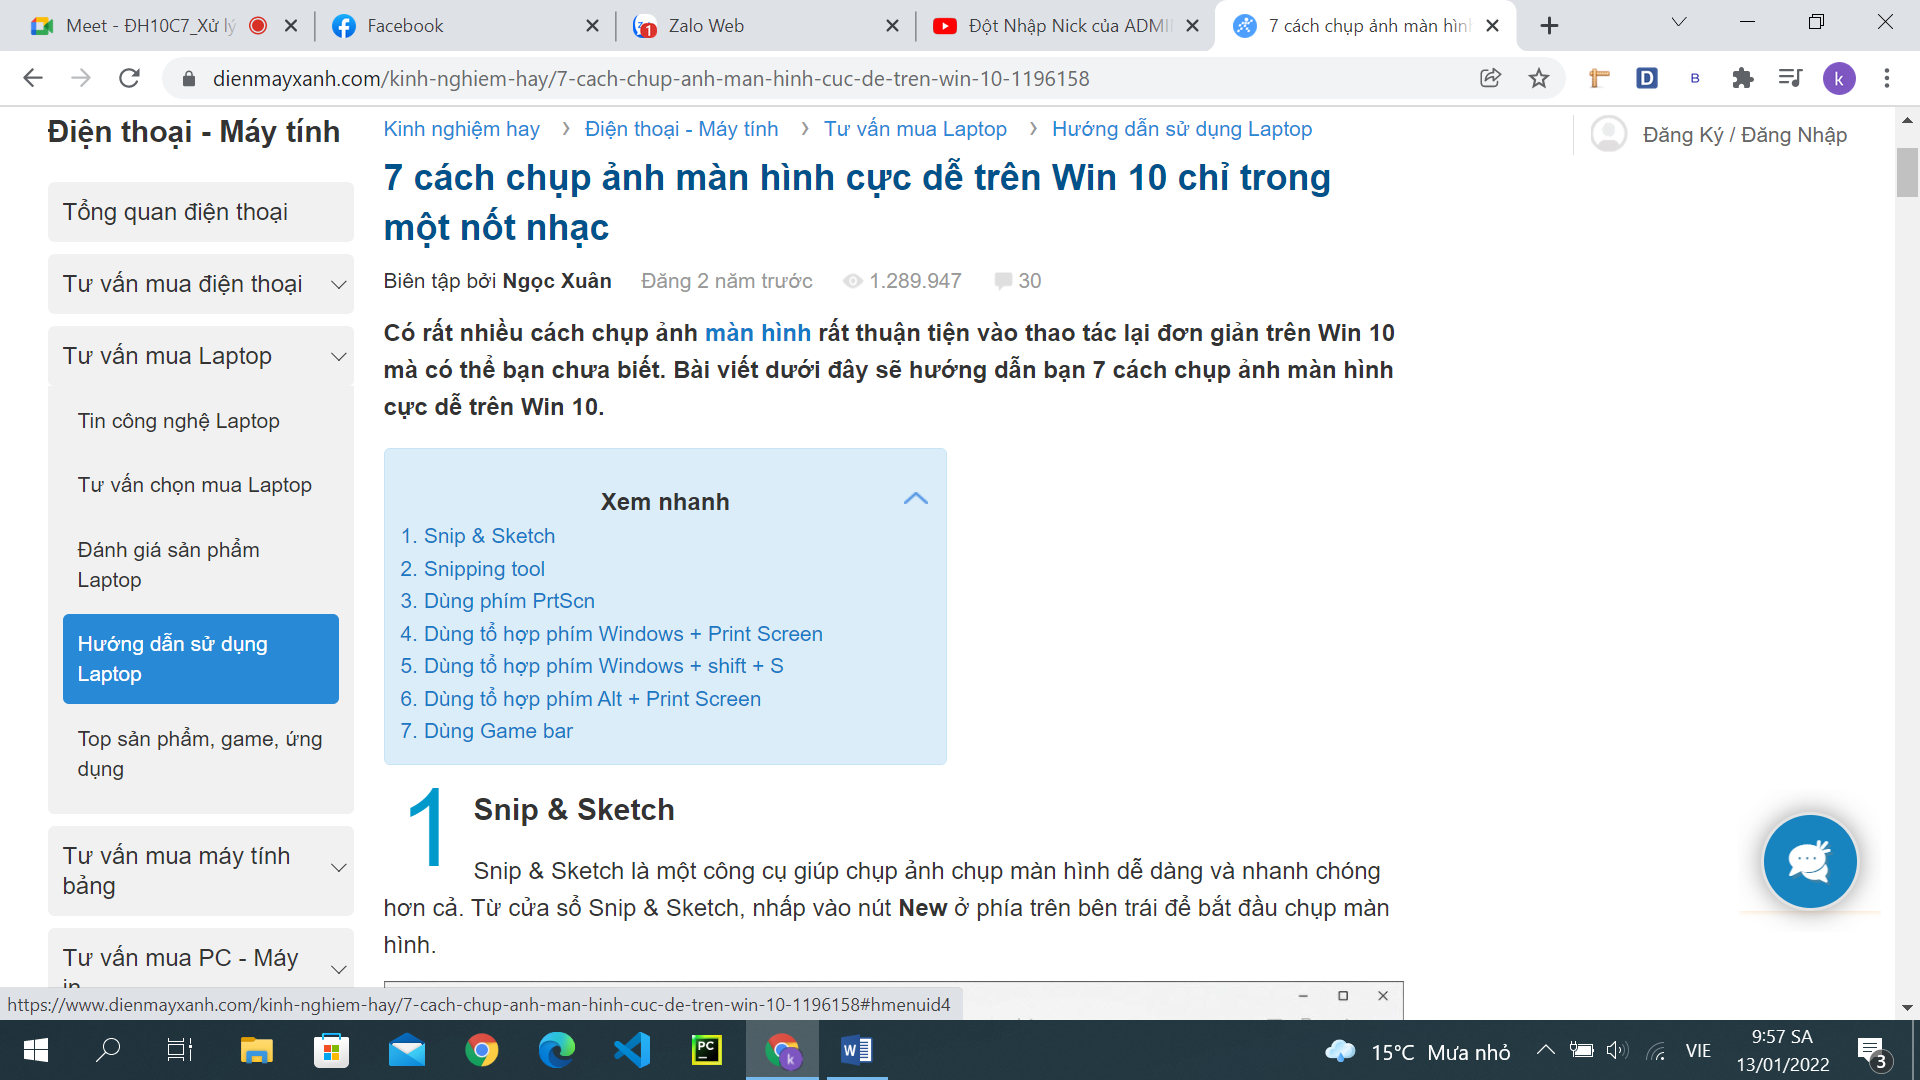 Meet - ĐH10C7_Xử lý
Facebook
Zalo Web
Đột Nhập Nick của ADMI
7 cách chụp ảnh màn hìn
dienmayxanh.com/kinh-nghiem-hay/7-cach-chup-anh-man-hinh-cuc-de-tren-win-10-1196158
Điện thoại - Máy tính
Kinh nghiệm hay › Điện thoại - Máy tính › Tư vấn mua Laptop › Hướng dẫn sử dụng Laptop
Đăng Ký / Đăng Nhập
Tổng quan điện thoại
Tư vấn mua điện thoại
Tư vấn mua Laptop
Tin công nghệ Laptop
Tư vấn chọn mua Laptop
Đánh giá sản phẩm
Laptop
Hướng dẫn sử dụng
Laptop
Top sản phẩm, game, ứng
dụng
Tư vấn mua máy tính
bảng
Tư vấn mua PC - Máy
in
7 cách chụp ảnh màn hình cực dễ trên Win 10 chỉ trong
một nốt nhạc
Biên tập bởi Ngọc Xuân Đăng 2 năm trước 1.289.947 30
Có rất nhiều cách chụp ảnh màn hình rất thuận tiện vào thao tác lại đơn giản trên Win 10
mà có thể bạn chưa biết. Bài viết dưới đây sẽ hướng dẫn bạn 7 cách chụp ảnh màn hình
cực dễ trên Win 10.
Xem nhanh
1. Snip & Sketch
2. Snipping tool
3. Dùng phím PrtScn
4. Dùng tổ hợp phím Windows + Print Screen
5. Dùng tổ hợp phím Windows + shift + S
6. Dùng tổ hợp phím Alt + Print Screen
7. Dùng Game bar
1 Snip & Sketch
Snip & Sketch là một công cụ giúp chụp ảnh chụp màn hình dễ dàng và nhanh chóng
hơn cả. Từ cửa sổ Snip & Sketch, nhấp vào nút New ở phía trên bên trái để bắt đầu chụp màn
hình.
https://www.dienmayxanh.com/kinh-nghiem-hay/7-cach-chup-anh-man-hinh-cuc-de-tren-win-10-1196158#hmenuid4
15°C Mưa nhỏ
VIE
9:57 SA
13/01/2022
3